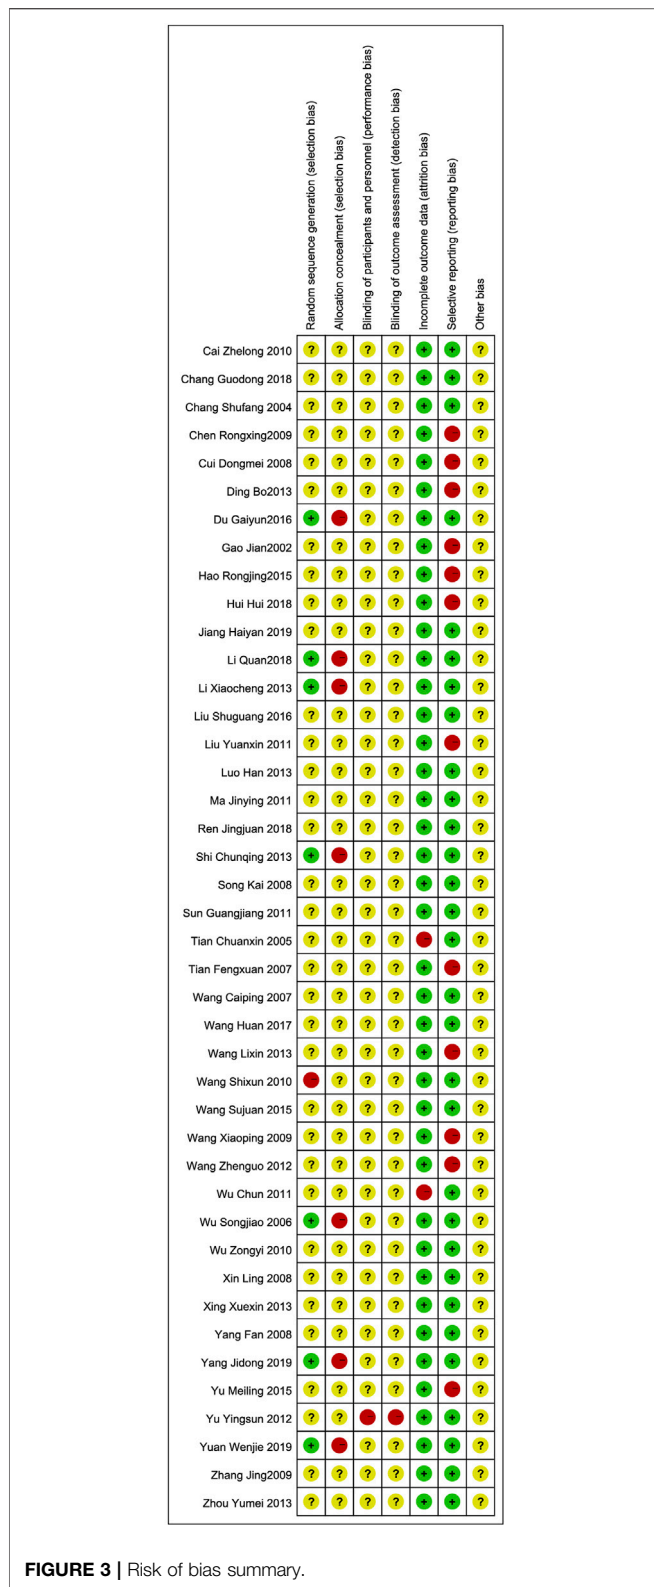 Random sequence generation (selection bias)
Allocation concealment (selection bias)
Blinding of participants and personnel (performance bias)
Blinding of outcome assessment (detection bias)
Incomplete outcome data (attrition bias)
Selective reporting (reporting bias)
Other bias
Cai Zhelong 2010 ? ? ? ? + + ?
Chang Guodong 2018 ? ? ? ? + + ?
Chang Shufang 2004 ? ? ? ? + + ?
Chen Rongxing2009 ? ? ? ? + - ?
Cui Dongmei 2008 ? ? ? ? + - ?
Ding Bo2013 ? ? ? ? + - ?
Du Gaiyun2016 + - ? ? + + ?
Gao Jian2002 ? ? ? ? + - ?
Hao Rongjing2015 ? ? ? ? + - ?
Hui Hui 2018 ? ? ? ? + - ?
Jiang Haiyan 2019 ? ? ? ? + + ?
Li Quan2018 + - ? ? + + ?
Li Xiaocheng 2013 + - ? ? + + ?
Liu Shuguang 2016 ? ? ? ? + + ?
Liu Yuanxin 2011 ? ? ? ? + - ?
Luo Han 2013 ? ? ? ? + + ?
Ma Jinying 2011 ? ? ? ? + + ?
Ren Jingjuan 2018 ? ? ? ? + + ?
Shi Chunqing 2013 + - ? ? + + ?
Song Kai 2008 ? ? ? ? + + ?
Sun Guangjiang 2011 ? ? ? ? + + ?
Tian Chuanxin 2005 ? ? ? ? - + ?
Tian Fengxuan 2007 ? ? ? ? + - ?
Wang Caiping 2007 ? ? ? ? + + ?
Wang Huan 2017 ? ? ? ? + + ?
Wang Lixin 2013 ? ? ? ? + - ?
Wang Shixun 2010 - ? ? ? + + ?
Wang Sujuan 2015 ? ? ? ? + + ?
Wang Xiaoping 2009 ? ? ? ? + - ?
Wang Zhenguo 2012 ? ? ? ? + - ?
Wu Chun 2011 ? ? ? ? - + ?
Wu Songjiao 2006 + - ? ? + + ?
Wu Zongyi 2010 ? ? ? ? + + ?
Xin Ling 2008 ? ? ? ? + + ?
Xing Xuexin 2013 ? ? ? ? + + ?
Yang Fan 2008 ? ? ? ? + + ?
Yang Jidong 2019 + - ? ? + + ?
Yu Meiling 2015 ? ? ? ? + - ?
Yu Yingsun 2012 ? ? - - + + ?
Yuan Wenjie 2019 + - ? ? + + ?
Zhang Jing2009 ? ? ? ? + + ?
Zhou Yumei 2013 ? ? ? ? + + ?
FIGURE 3 | Risk of bias summary.